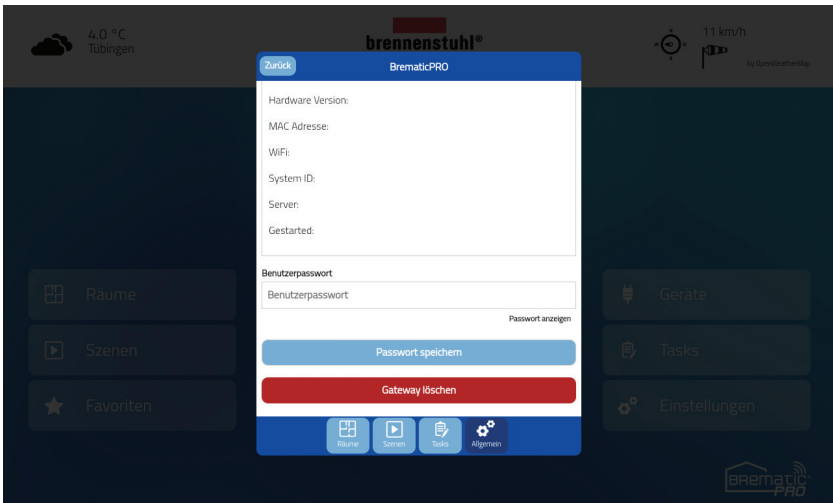 4.0 °C
Tübingen
brennenstuhl®
11 km/h
by OpenWeatherMap
Zurück
BrematicPRO
Hardware Version:
MAC Adresse:
WiFi:
System ID:
Server:
Gestarted:
Benutzerpasswort
Benutzerpasswort
Passwort anzeigen
Passwort speichern
Gateway löschen
Räume
Szenen
Favoriten
Geräte
Tasks
Einstellungen
Räume
Szenen
Tasks
Allgemein
BREMATIC
PRO